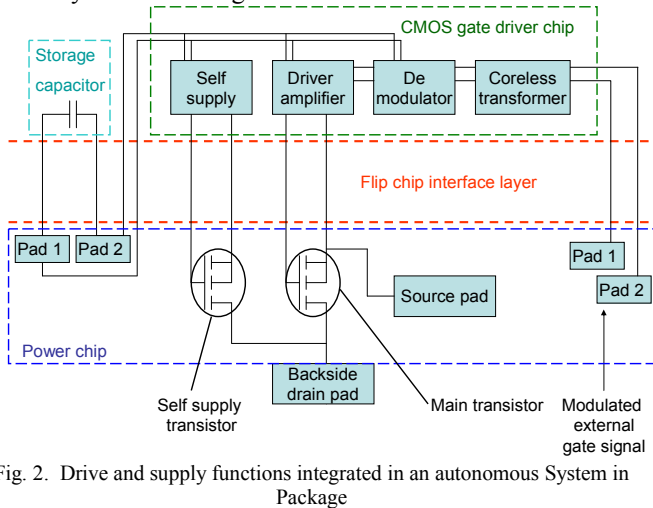 CMOS gate driver chip
Storage
capacitor
Self
supply
Driver
amplifier
De
modulator
Coreless
transformer
Flip chip interface layer
Pad 1
Pad 2
Pad 1
Pad 2
Source pad
Power chip
Backside
drain pad
Self supply
transistor
Main transistor
Modulated
external
gate signal
Fig. 2. Drive and supply functions integrated in an autonomous System in
Package